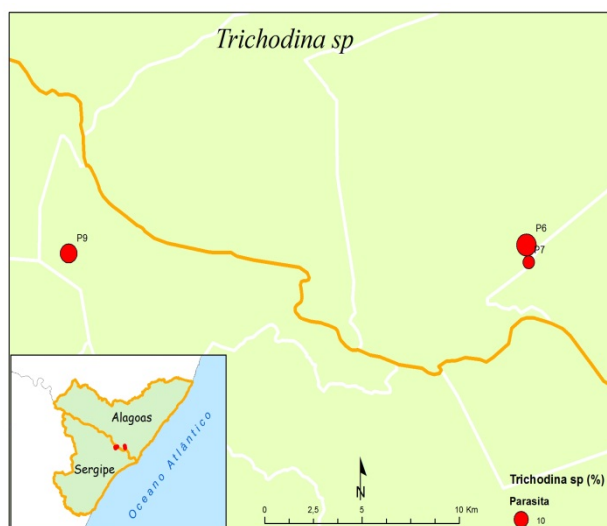 Trichodina sp
P6
P7
P9
Alagoas
Sergipe
Oceano Atlântico
N
0 2,5 5 10 Km
Trichodina sp (%)
Parasita
10